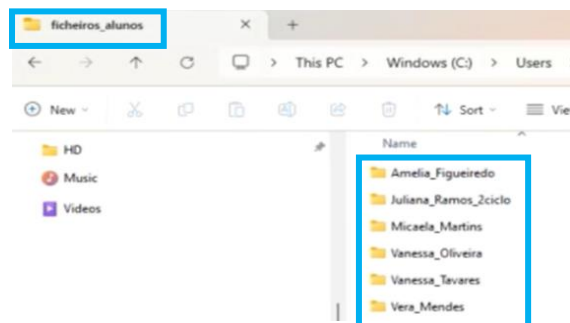 ficheiros_alunos
This PC > Windows (C:) > Users
New Sort
HD
Music
Videos
Name
Amelia_Figueiredo
Juliana_Ramos_2ciclo
Micaela_Martins
Vanessa_Oliveira
Vanessa_Tavares
Vera_Mendes